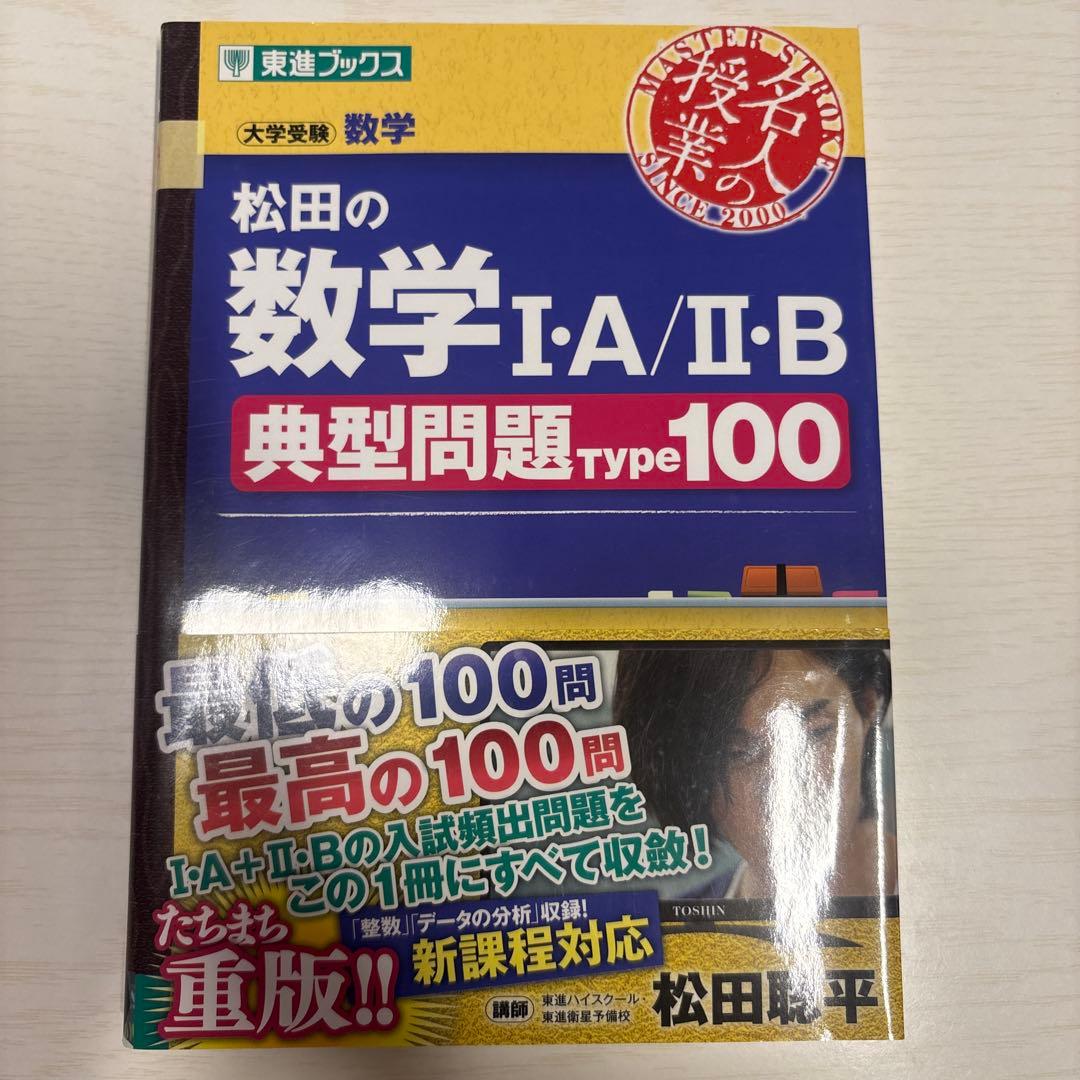 東進ブックス
大学受験 数学
MASTER STROKE
名人の
授業
SINCE 2000
松田の
数学I・A/II・B
典型問題Type100
最低の100問
最高の100問
I・A+II・Bの入試頻出問題を
この1冊にすべて収斂!
TOSHIN
たちまち
重版!!
「整数」「データの分析」収録!
新課程対応
講師 東進ハイスクール・
東進衛星予備校
松田聡平